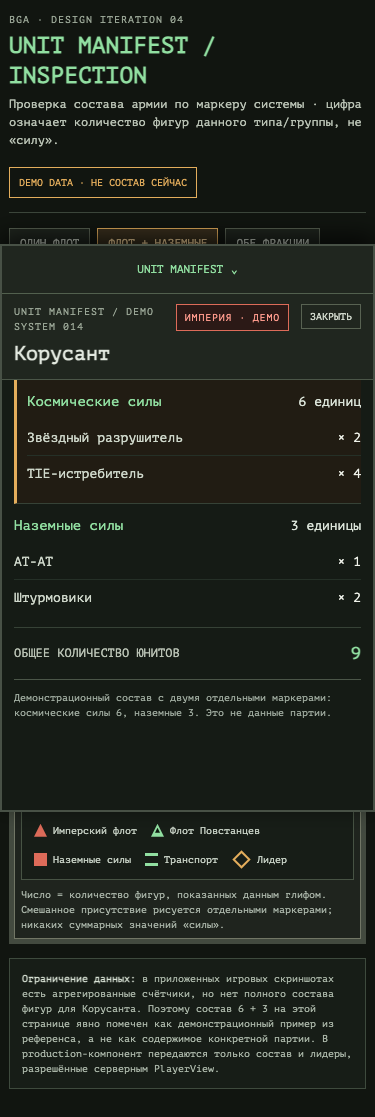 BGA · DESIGN ITERATION 04
UNIT MANIFEST /
INSPECTION
Проверка состава армии по маркеру системы · цифра
означает количество фигур данного типа/группы, не
«силу».
DEMO DATA · НЕ СОСТАВ СЕЙЧАС
ОДИН ФЛОТ ФЛОТ + НАЗЕМНЫЕ ОБЕ ФРАКЦИИ
UNIT MANIFEST ⌄
UNIT MANIFEST / DEMO
SYSTEM 014
ИМПЕРИЯ · ДЕМО
ЗАКРЫТЬ
Корусант
Космические силы 6 единиц
Звёздный разрушитель × 2
TIE-истребитель × 4
Наземные силы 3 единицы
AT-AT × 1
Штурмовики × 2
ОБЩЕЕ КОЛИЧЕСТВО ЮНИТОВ 9
Демонстрационный состав с двумя отдельными маркерами:
космические силы 6, наземные 3. Это не данные партии.
Имперский флот Флот Повстанцев
Наземные силы Транспорт Лидер
Число = количество фигур, показанных данным глифом.
Смешанное присутствие рисуется отдельными маркерами;
никаких суммарных значений «силы».
Ограничение данных: в приложенных игровых скриншотах
есть агрегированные счётчики, но нет полного состава
фигур для Корусанта. Поэтому состав 6 + 3 на этой
странице явно помечен как демонстрационный пример из
референса, а не как содержимое конкретной партии. В
production-компонент передаются только состав и лидеры,
разрешённые серверным PlayerView.